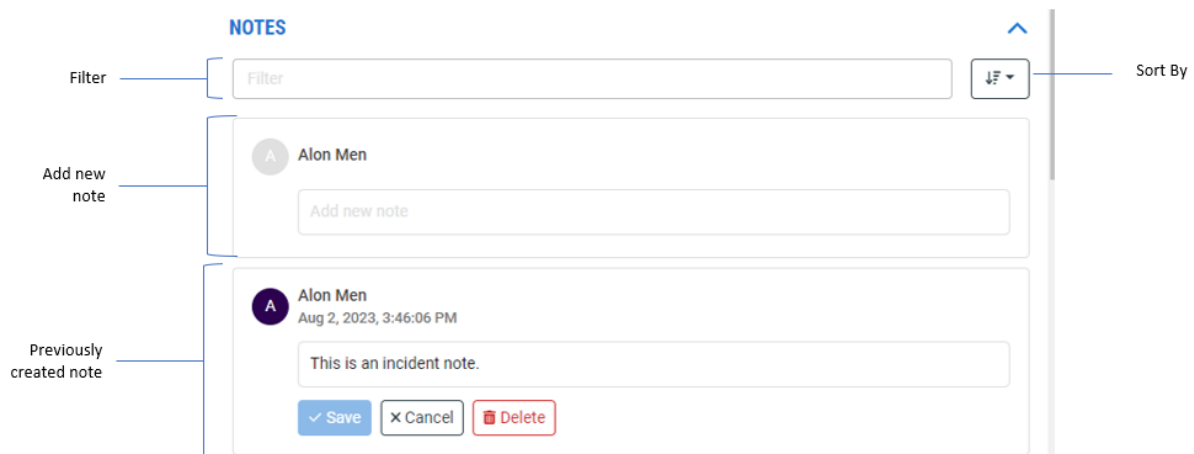 NOTES
Filter
Filter
Sort By
Add new
note
A
Alon Men
Add new note
Previously
created note
A
Alon Men
Aug 2, 2023, 3:46:06 PM
This is an incident note.
Save
Cancel
Delete